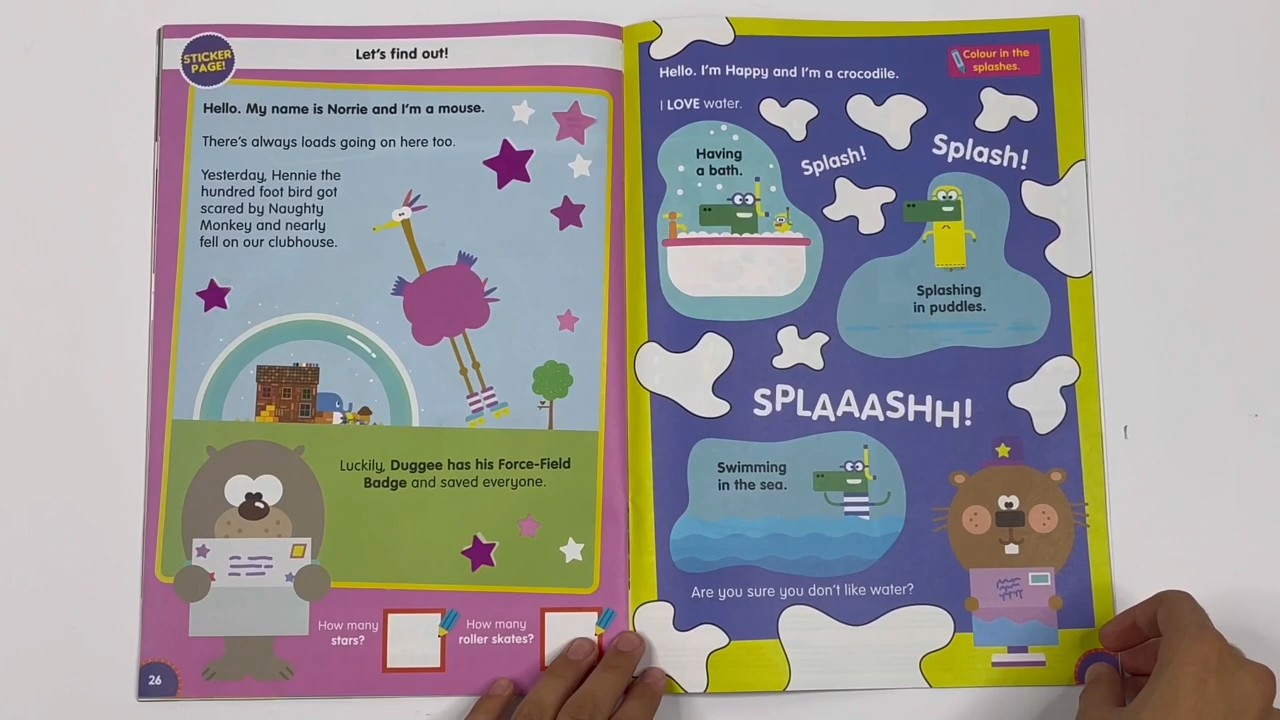 STICKER
PAGE!
Let's find out!
Hello. My name is Norrie and I'm a mouse.
There's always loads going on here too.
Yesterday, Hennie the
hundred foot bird got
scared by Naughty
Monkey and nearly
fell on our clubhouse.
Luckily, Duggee has his Force-Field
Badge and saved everyone.
How many
stars?
How many
roller skates?
26
Hello. I'm Happy and I'm a crocodile.
Colour in the
splashes.
I LOVE water.
Having
a bath.
Splash!
Splash!
Splashing
in puddles.
SPLAAASHH!
Swimming
in the sea.
Are you sure you don't like water?